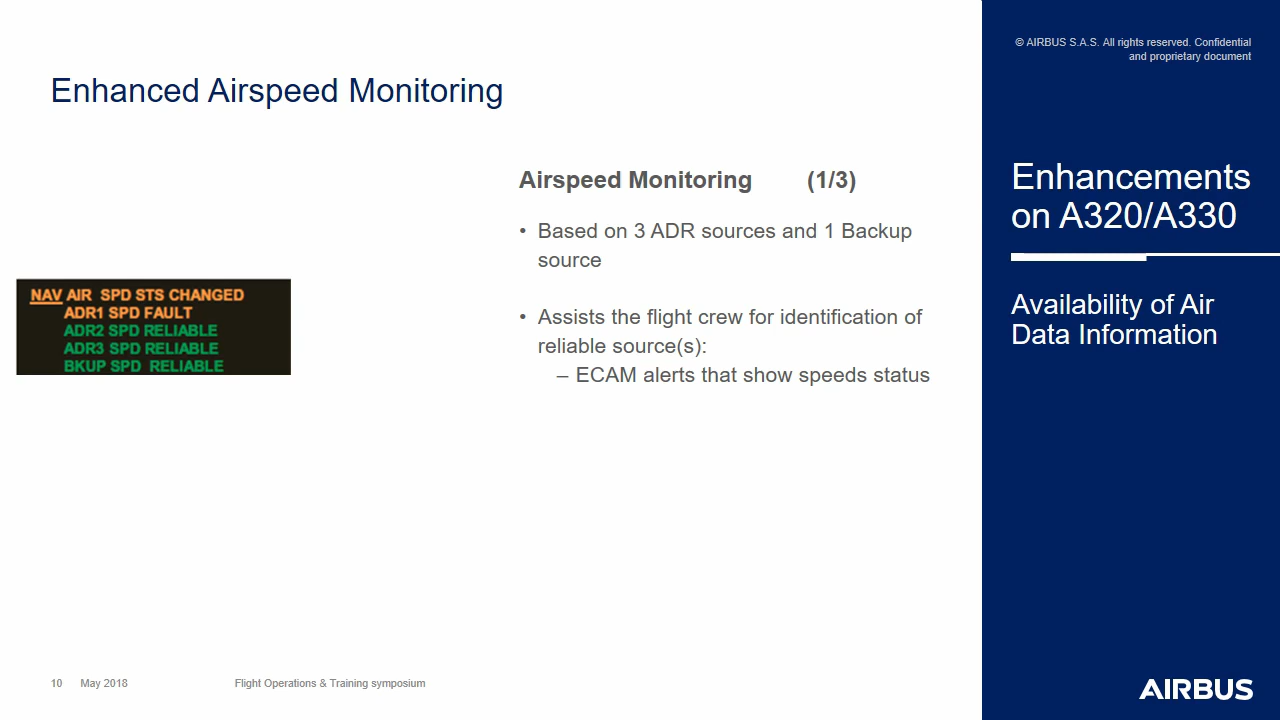 © AIRBUS S.A.S. All rights reserved. Confidential
and proprietary document
Enhanced Airspeed Monitoring
Airspeed Monitoring (1/3)
• Based on 3 ADR sources and 1 Backup
source
• Assists the flight crew for identification of
reliable source(s):
– ECAM alerts that show speeds status
NAV AIR SPD STS CHANGED
ADR1 SPD FAULT
ADR2 SPD RELIABLE
ADR3 SPD RELIABLE
BKUP SPD RELIABLE
Enhancements
on A320/A330
Availability of Air
Data Information
10 May 2018 Flight Operations & Training symposium
AIRBUS